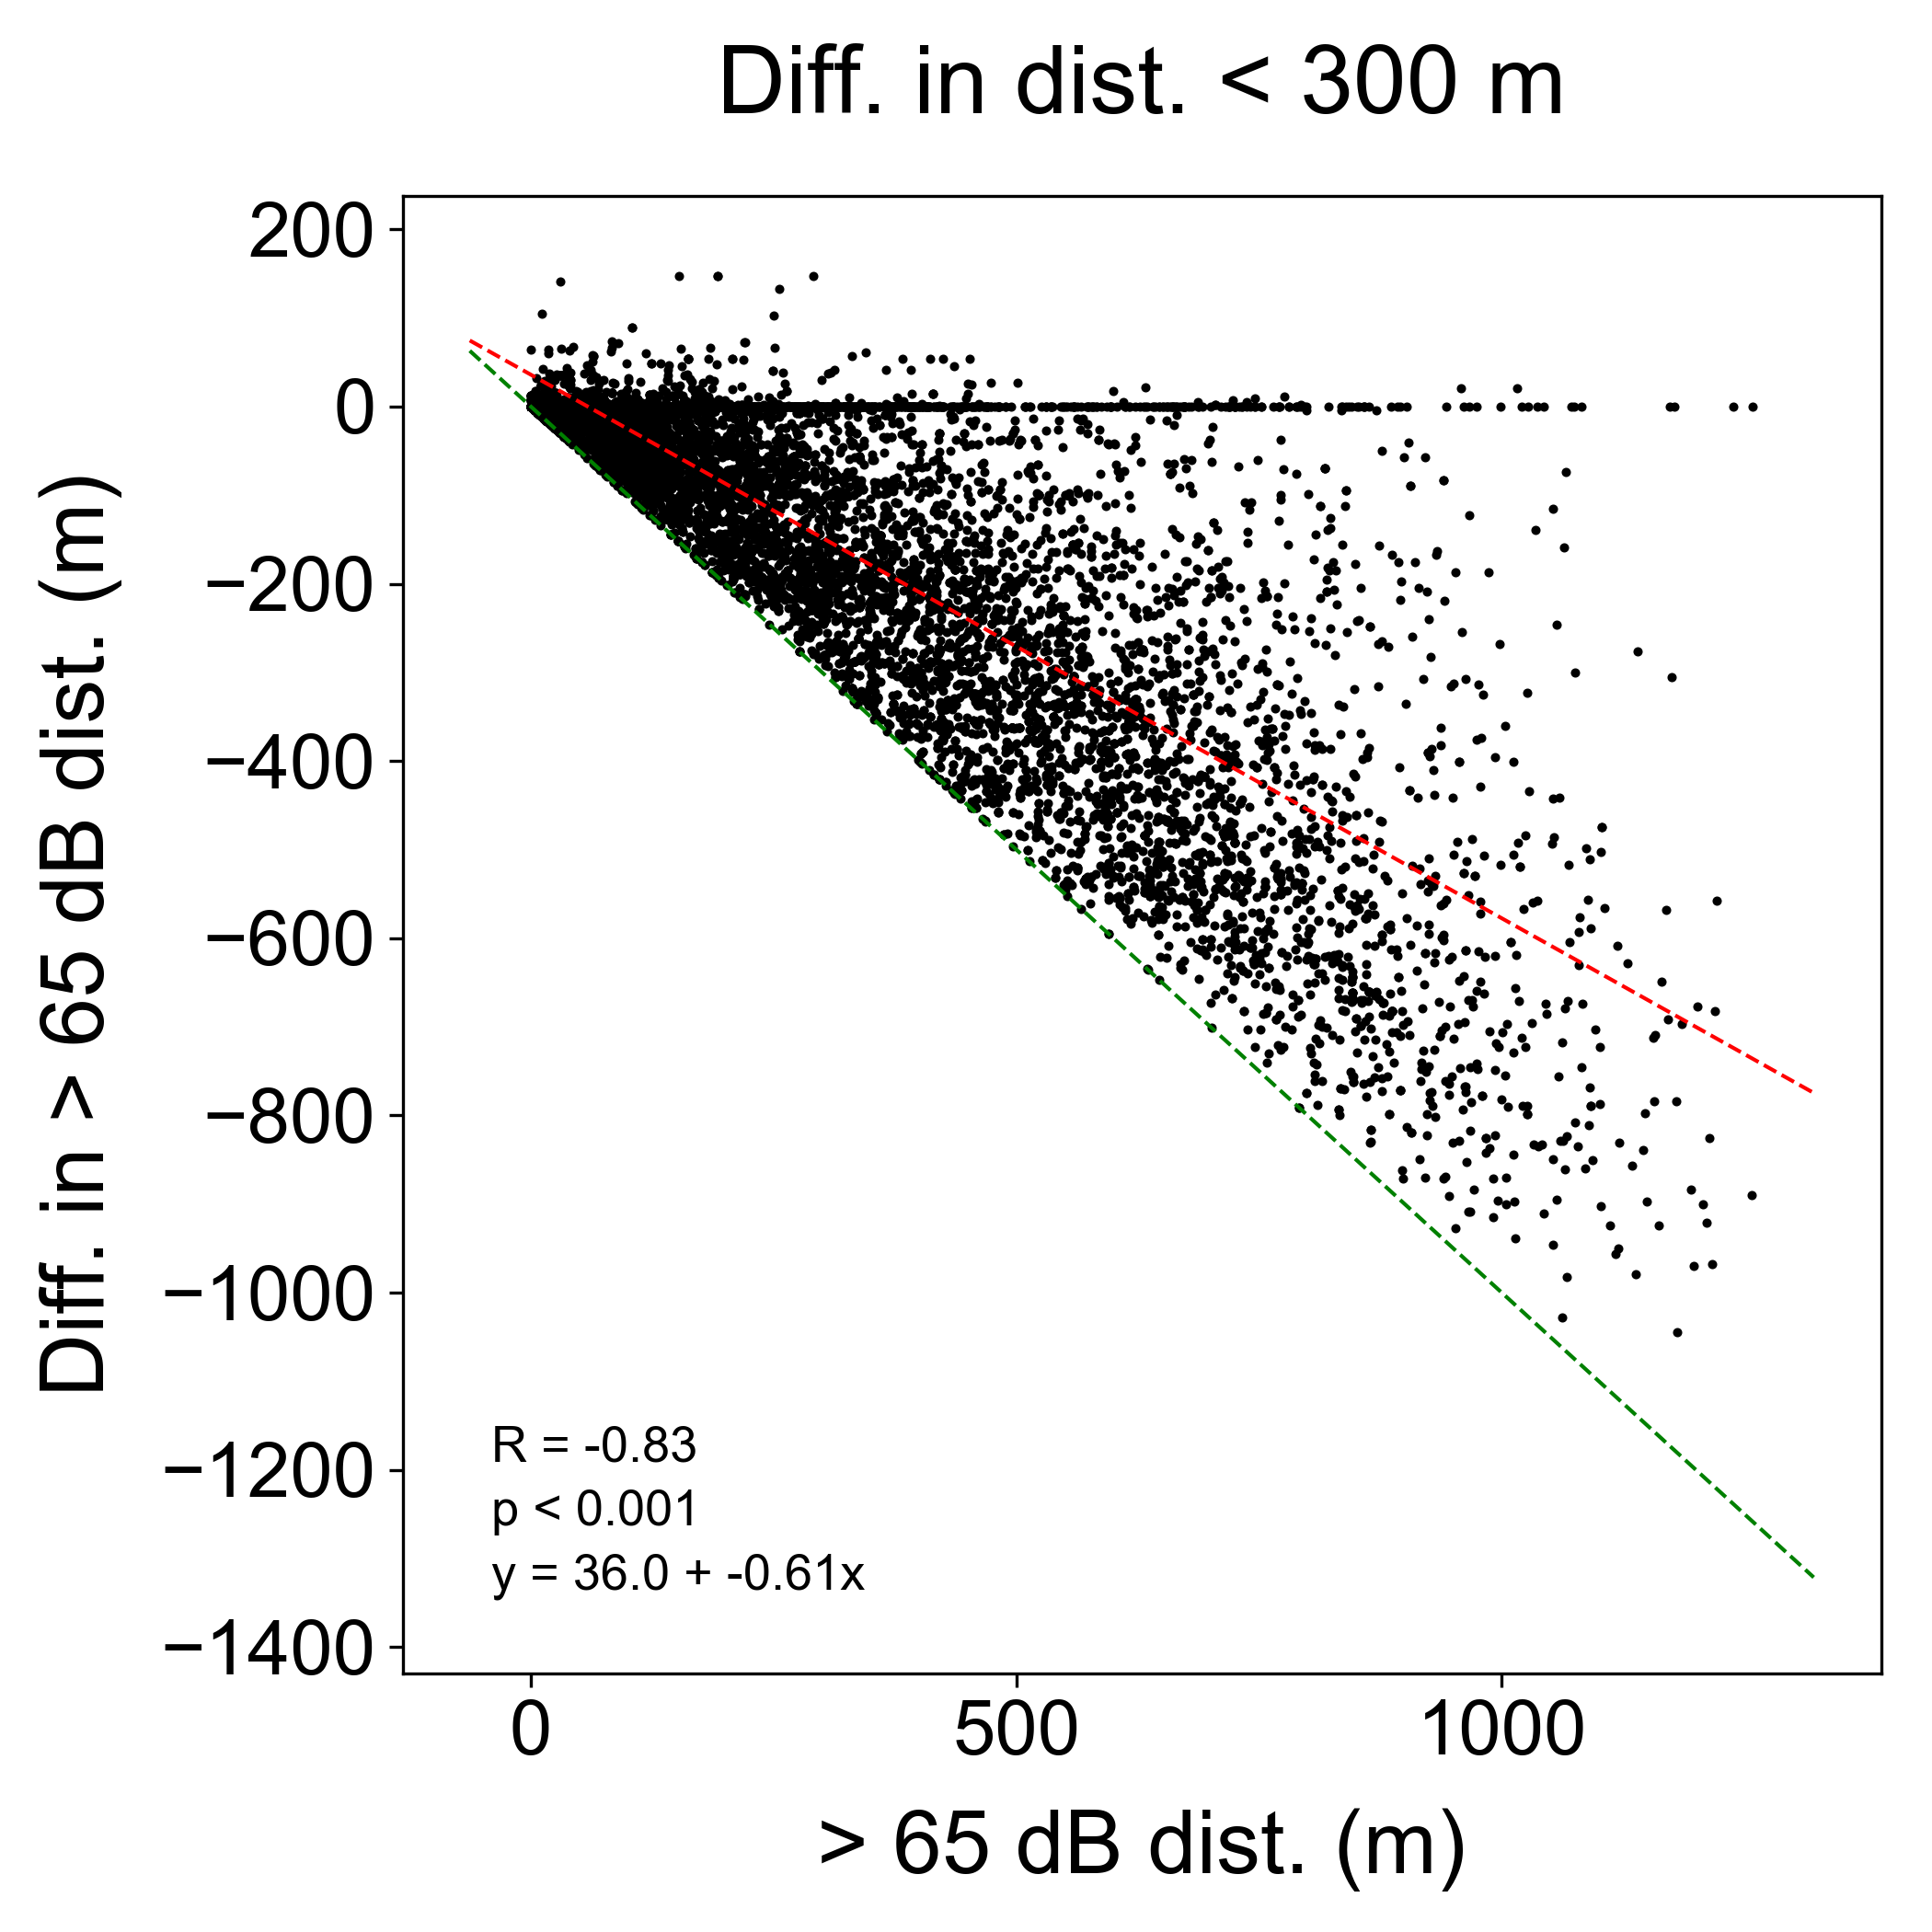 Diff. in dist. < 300 m
Diff. in > 65 dB dist. (m)
200
0
−200
−400
−600
−800
−1000
−1200
−1400
R = -0.83
p < 0.001
y = 36.0 + -0.61x
0 500 1000
> 65 dB dist. (m)